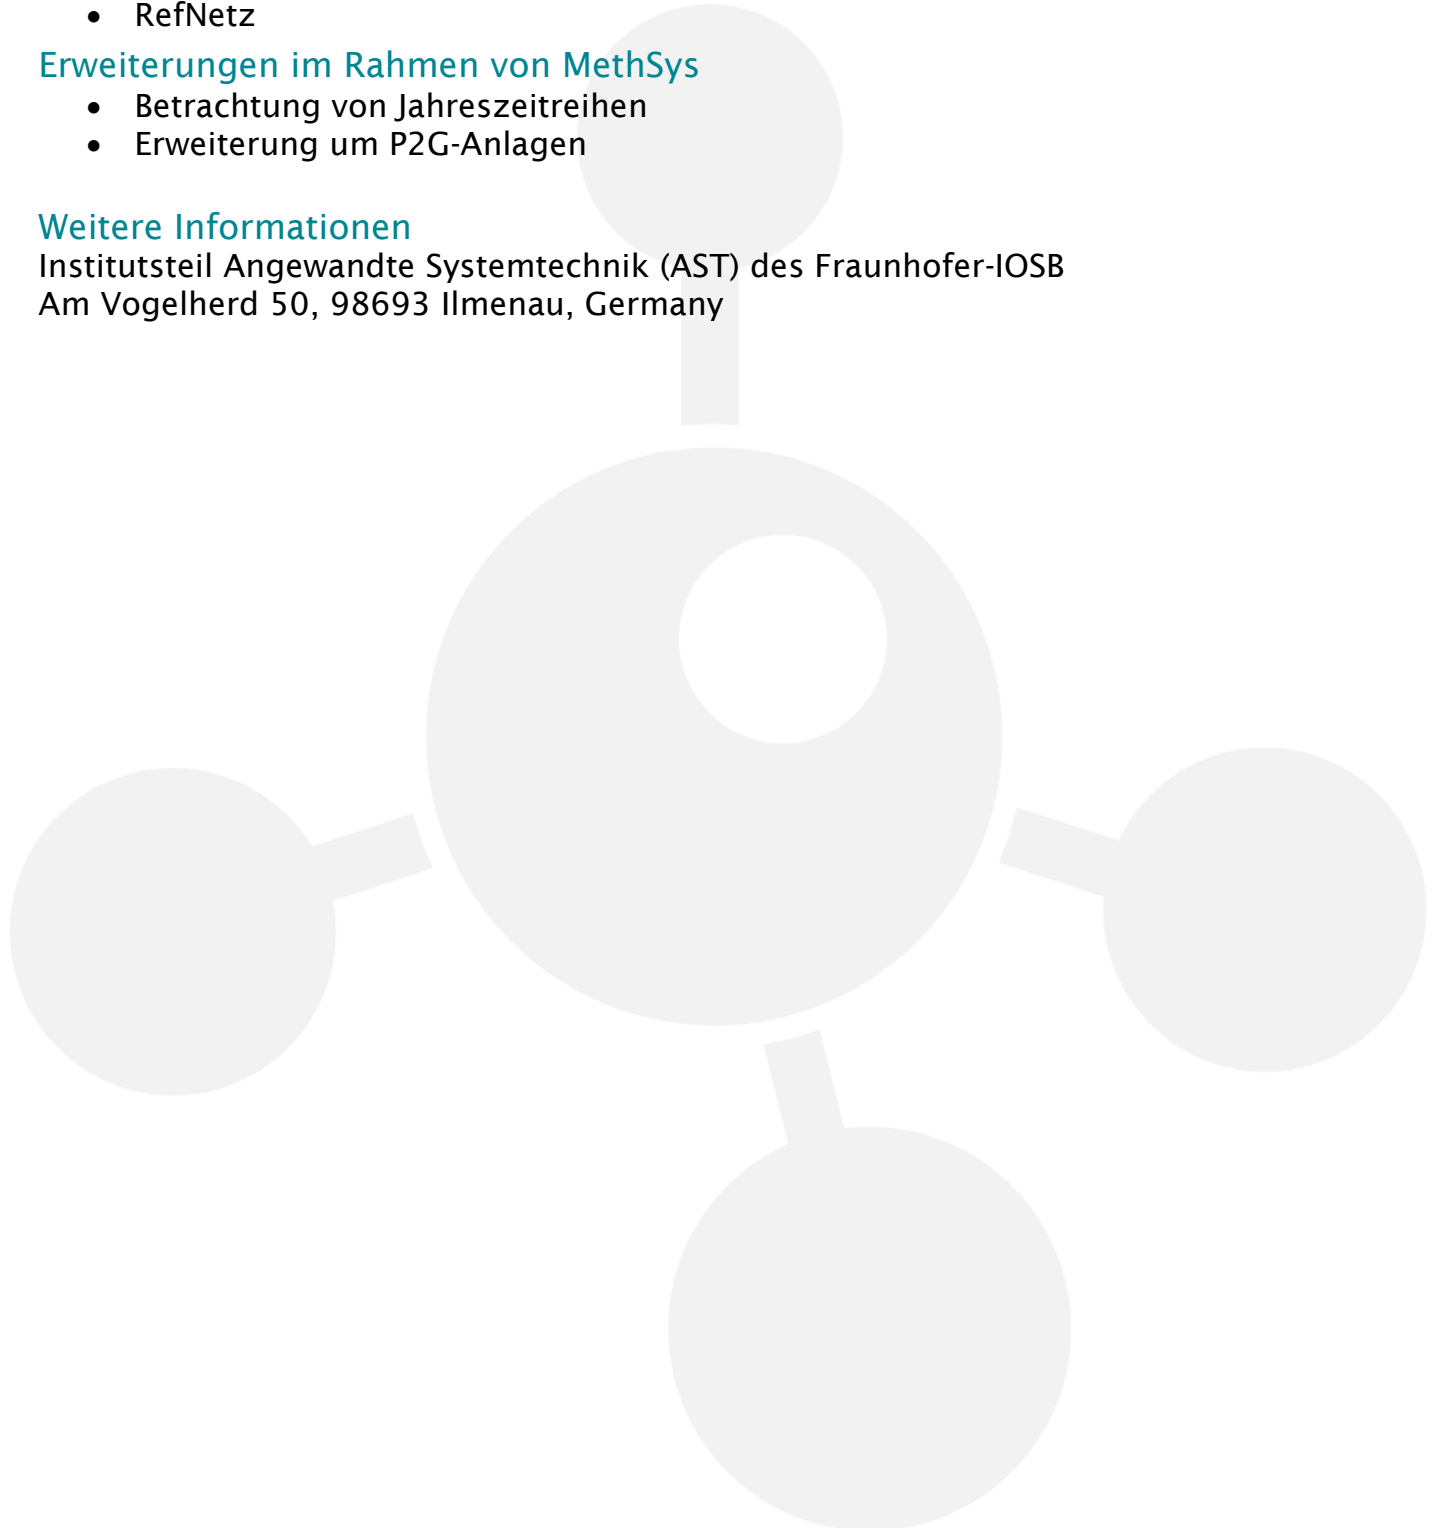 • RefNetz
Erweiterungen im Rahmen von MethSys
• Betrachtung von Jahreszeitreihen
• Erweiterung um P2G-Anlagen
Weitere Informationen
Institutsteil Angewandte Systemtechnik (AST) des Fraunhofer-IOSB
Am Vogelherd 50, 98693 Ilmenau, Germany